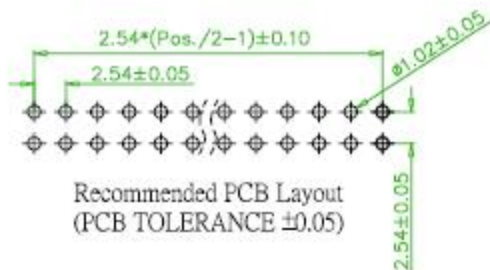 2.54*(Pos./2-1)±0.10
2.54±0.05
ø1.02±0.05
2.54±0.05
Recommended PCB Layout
(PCB TOLERANCE ±0.05)